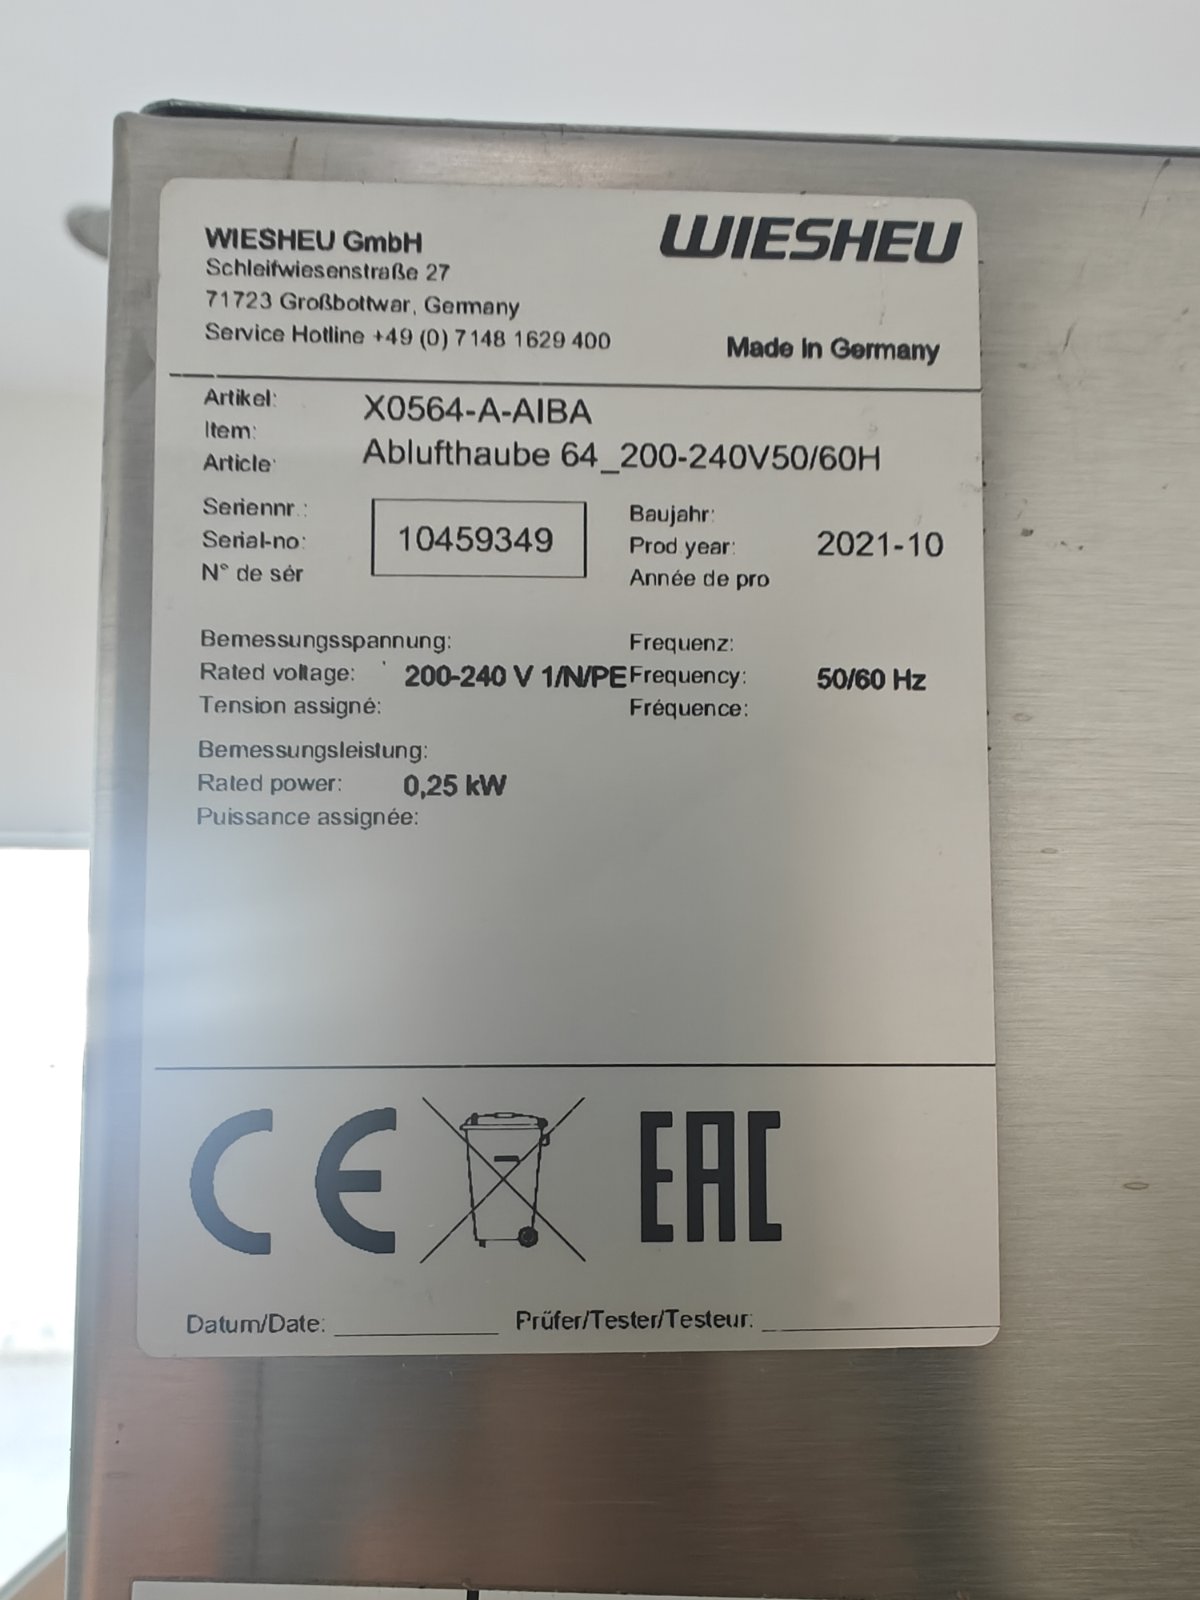 WIESHEU GmbH
Schleifwiesenstraße 27
71723 Großbottwar, Germany
Service Hotline +49 (0) 7148 1629 400
WIESHEU
Made in Germany
Artikel:
Item:
Article:
X0564-A-AIBA
Ablufthaube 64_200-240V50/60H
Seriennr.:
Serial-no:
N° de sér
10459349
Baujahr:
Prod.year:
Année de pro
2021-10
Bemessungsspannung:
Rated voltage:
Tension assigné:
200-240 V 1/N/PE
Frequenz:
Frequency:
Fréquence:
50/60 Hz
Bemessungsleistung:
Rated power:
Puissance assignée:
0,25 kW
CE
EAC
Datum/Date:
Prüfer/Tester/Testeur: